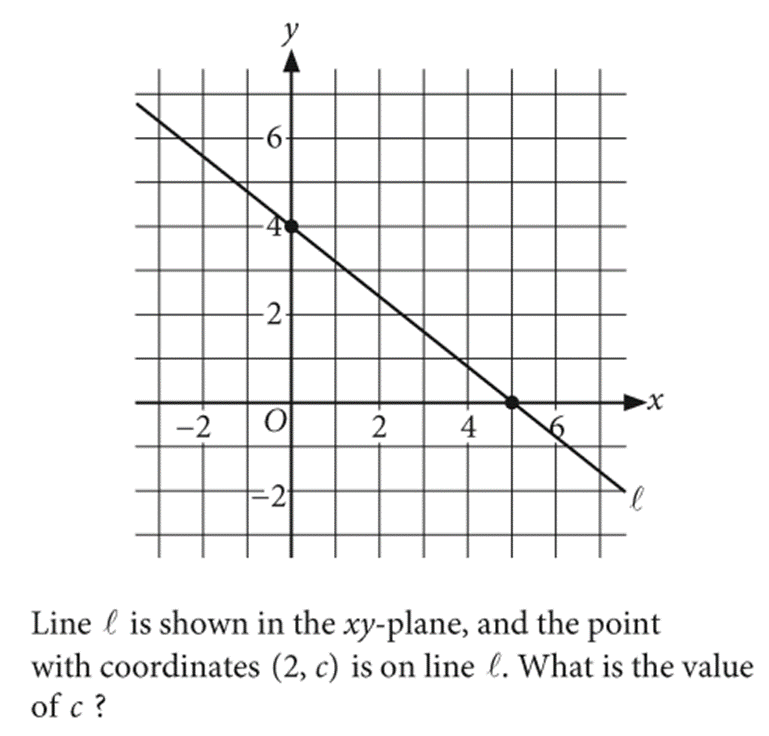 y
6
4
2
−2 O 2 4 6 x
−2
ℓ
Line ℓ is shown in the xy-plane, and the point
with coordinates (2, c) is on line ℓ. What is the value
of c ?